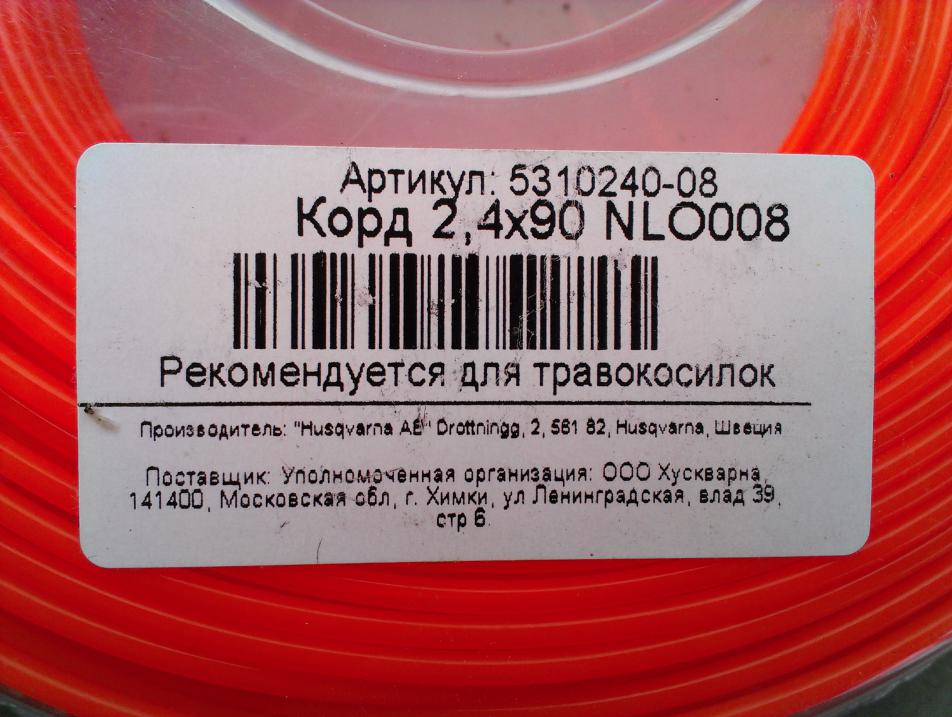 Артикул: 5310240-08
Корд 2,4x90 NLO008
Рекомендуется для травокосилок
Производитель: "Husqvarna AB" Drottningg, 2, 561 82, Husqvarna, Швеция
Поставщик: Уполномоченная организация: ООО Хускварна,
141400, Московская обл, г. Химки, ул Ленинградская, влад 39,
стр 6